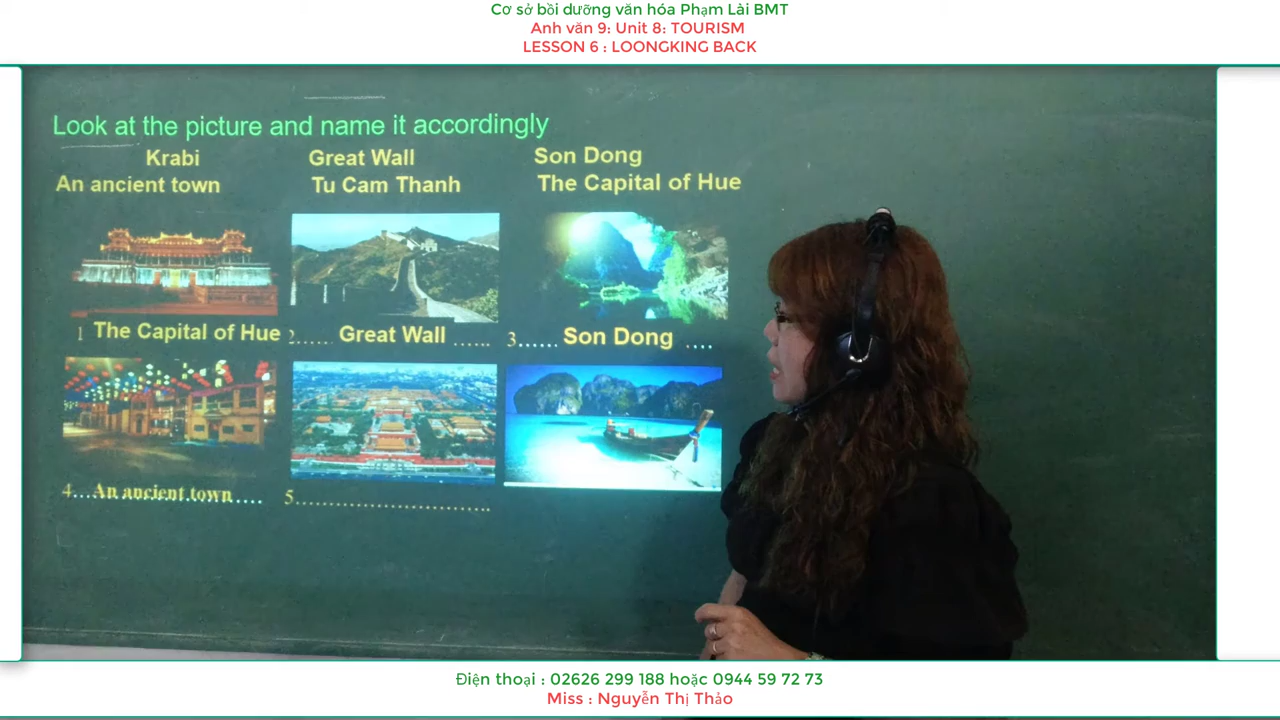 Cơ sở bồi dưỡng văn hóa Phạm Lài BMT
Anh văn 9: Unit 8: TOURISM
LESSON 6 : LOONGKING BACK
Look at the picture and name it accordingly
Krabi Great Wall Son Dong
An ancient town Tu Cam Thanh The Capital of Hue
1 The Capital of Hue 2...... Great Wall ...... 3...... Son Dong ....
4...An ancient town.... 5.............................
Điện thoại : 02626 299 188 hoặc 0944 59 72 73
Miss : Nguyễn Thị Thảo